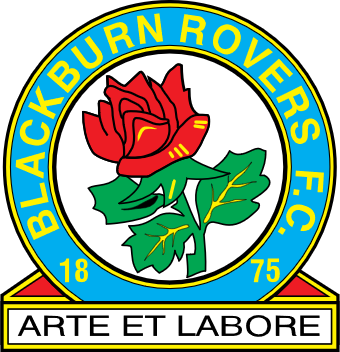 BLACKBURN ROVERS F.C.
18 75
ARTE ET LABORE